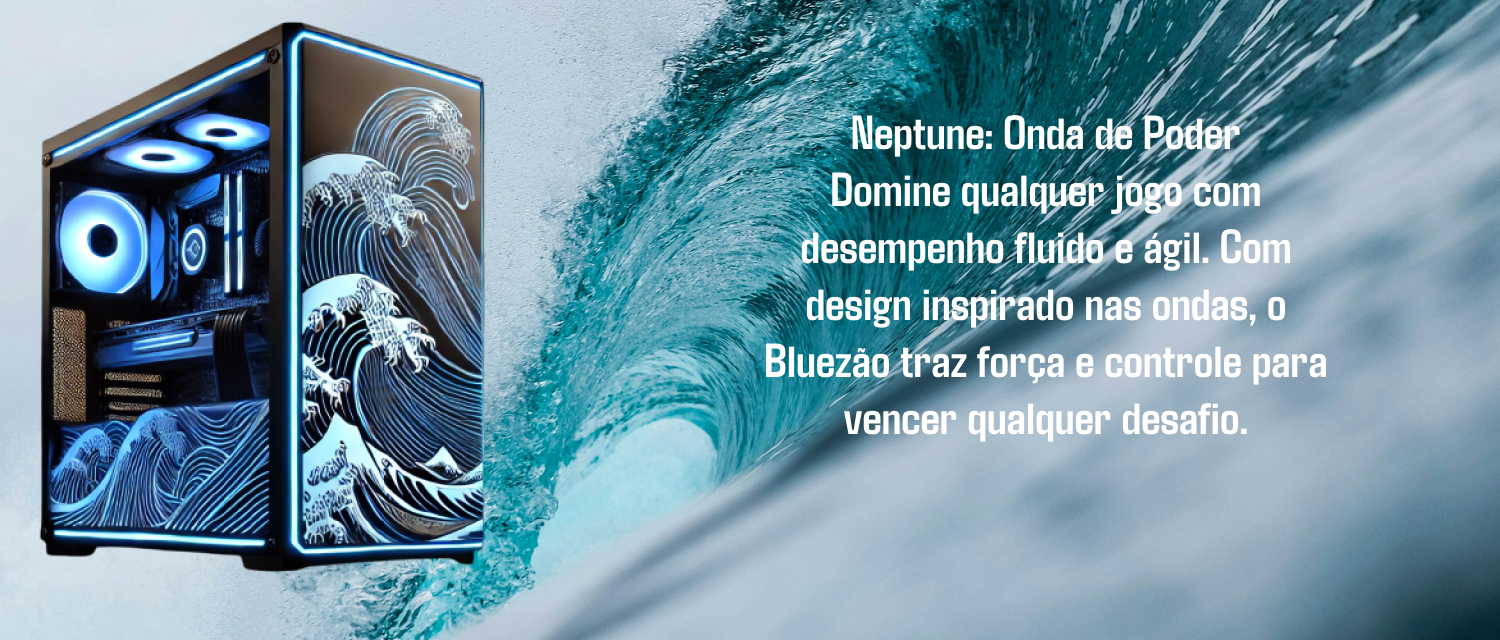 Neptune: Onda de Poder
Domine qualquer jogo com
desempenho fluido e ágil. Com
design inspirado nas ondas, o
Bluezão traz força e controle para
vencer qualquer desafio.